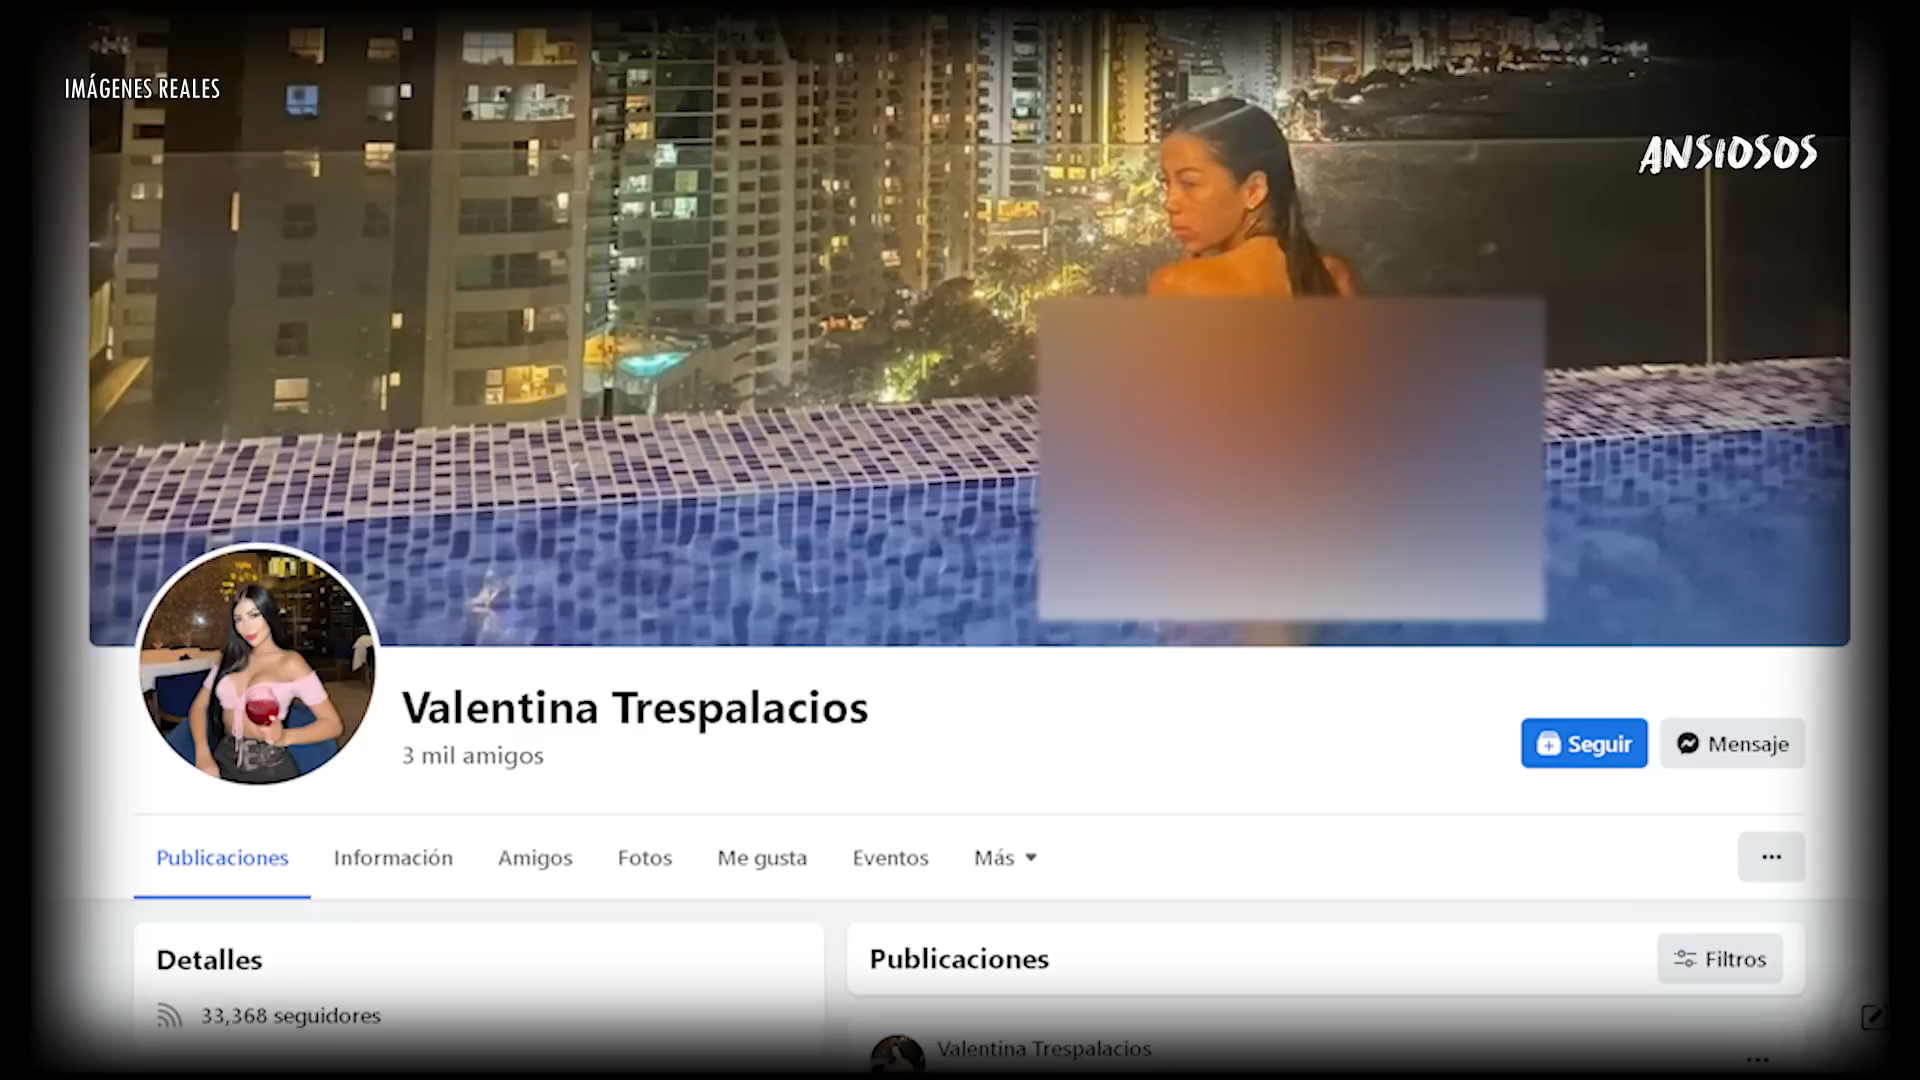 IMÁGENES REALES
ANSIOSOS
Valentina Trespalacios
3 mil amigos
Seguir
Mensaje
Publicaciones
Información
Amigos
Fotos
Me gusta
Eventos
Más
Detalles
33,368 seguidores
Publicaciones
Filtros
Valentina Trespalacios